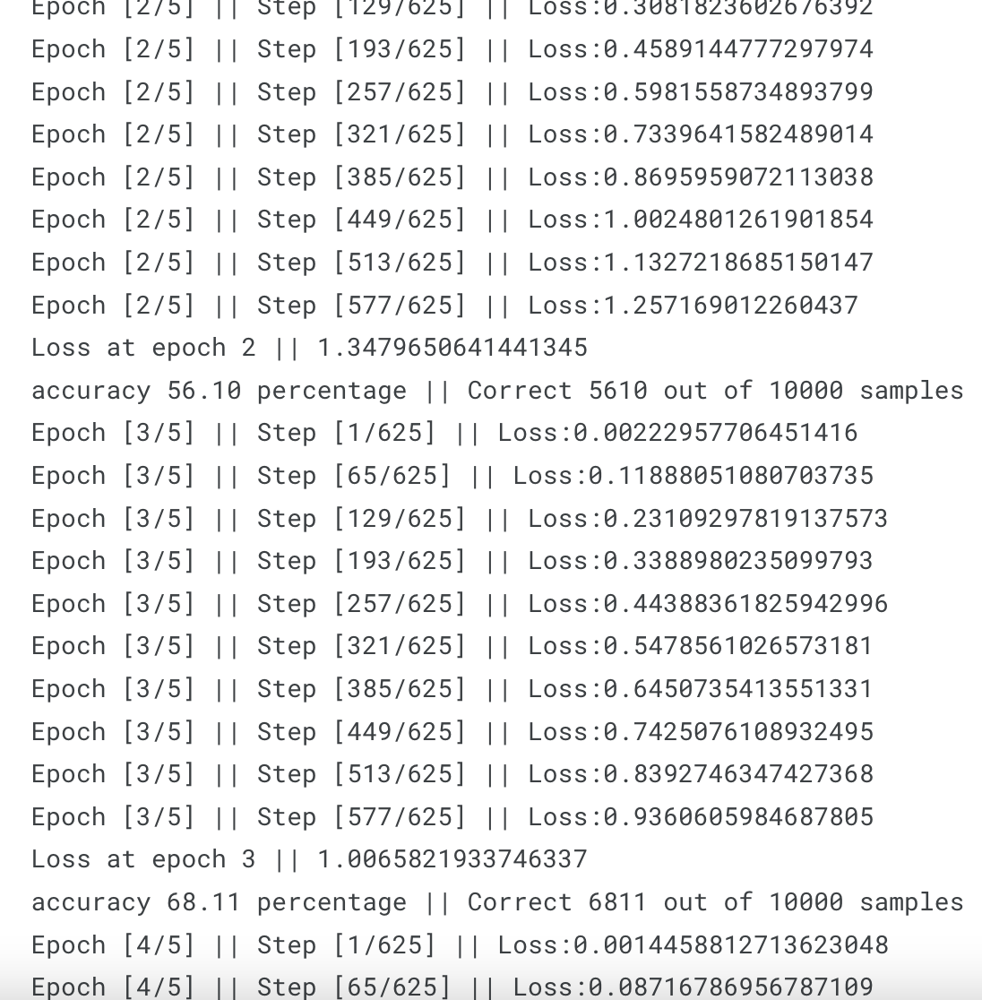 Epoch [2/5] || Step [129/625] || Loss:0.3081823602676392
Epoch [2/5] || Step [193/625] || Loss:0.4589144777297974
Epoch [2/5] || Step [257/625] || Loss:0.5981558734893799
Epoch [2/5] || Step [321/625] || Loss:0.7339641582489014
Epoch [2/5] || Step [385/625] || Loss:0.8695959072113038
Epoch [2/5] || Step [449/625] || Loss:1.0024801261901854
Epoch [2/5] || Step [513/625] || Loss:1.1327218685150147
Epoch [2/5] || Step [577/625] || Loss:1.257169012260437
Loss at epoch 2 || 1.3479650641441345
accuracy 56.10 percentage || Correct 5610 out of 10000 samples
Epoch [3/5] || Step [1/625] || Loss:0.00222957706451416
Epoch [3/5] || Step [65/625] || Loss:0.11888051080703735
Epoch [3/5] || Step [129/625] || Loss:0.23109297819137573
Epoch [3/5] || Step [193/625] || Loss:0.3388980235099793
Epoch [3/5] || Step [257/625] || Loss:0.44388361825942996
Epoch [3/5] || Step [321/625] || Loss:0.5478561026573181
Epoch [3/5] || Step [385/625] || Loss:0.6450735413551331
Epoch [3/5] || Step [449/625] || Loss:0.7425076108932495
Epoch [3/5] || Step [513/625] || Loss:0.8392746347427368
Epoch [3/5] || Step [577/625] || Loss:0.9360605984687805
Loss at epoch 3 || 1.0065821933746337
accuracy 68.11 percentage || Correct 6811 out of 10000 samples
Epoch [4/5] || Step [1/625] || Loss:0.0014458812713623048
Epoch [4/5] || Step [65/625] || Loss:0.08716786956787109